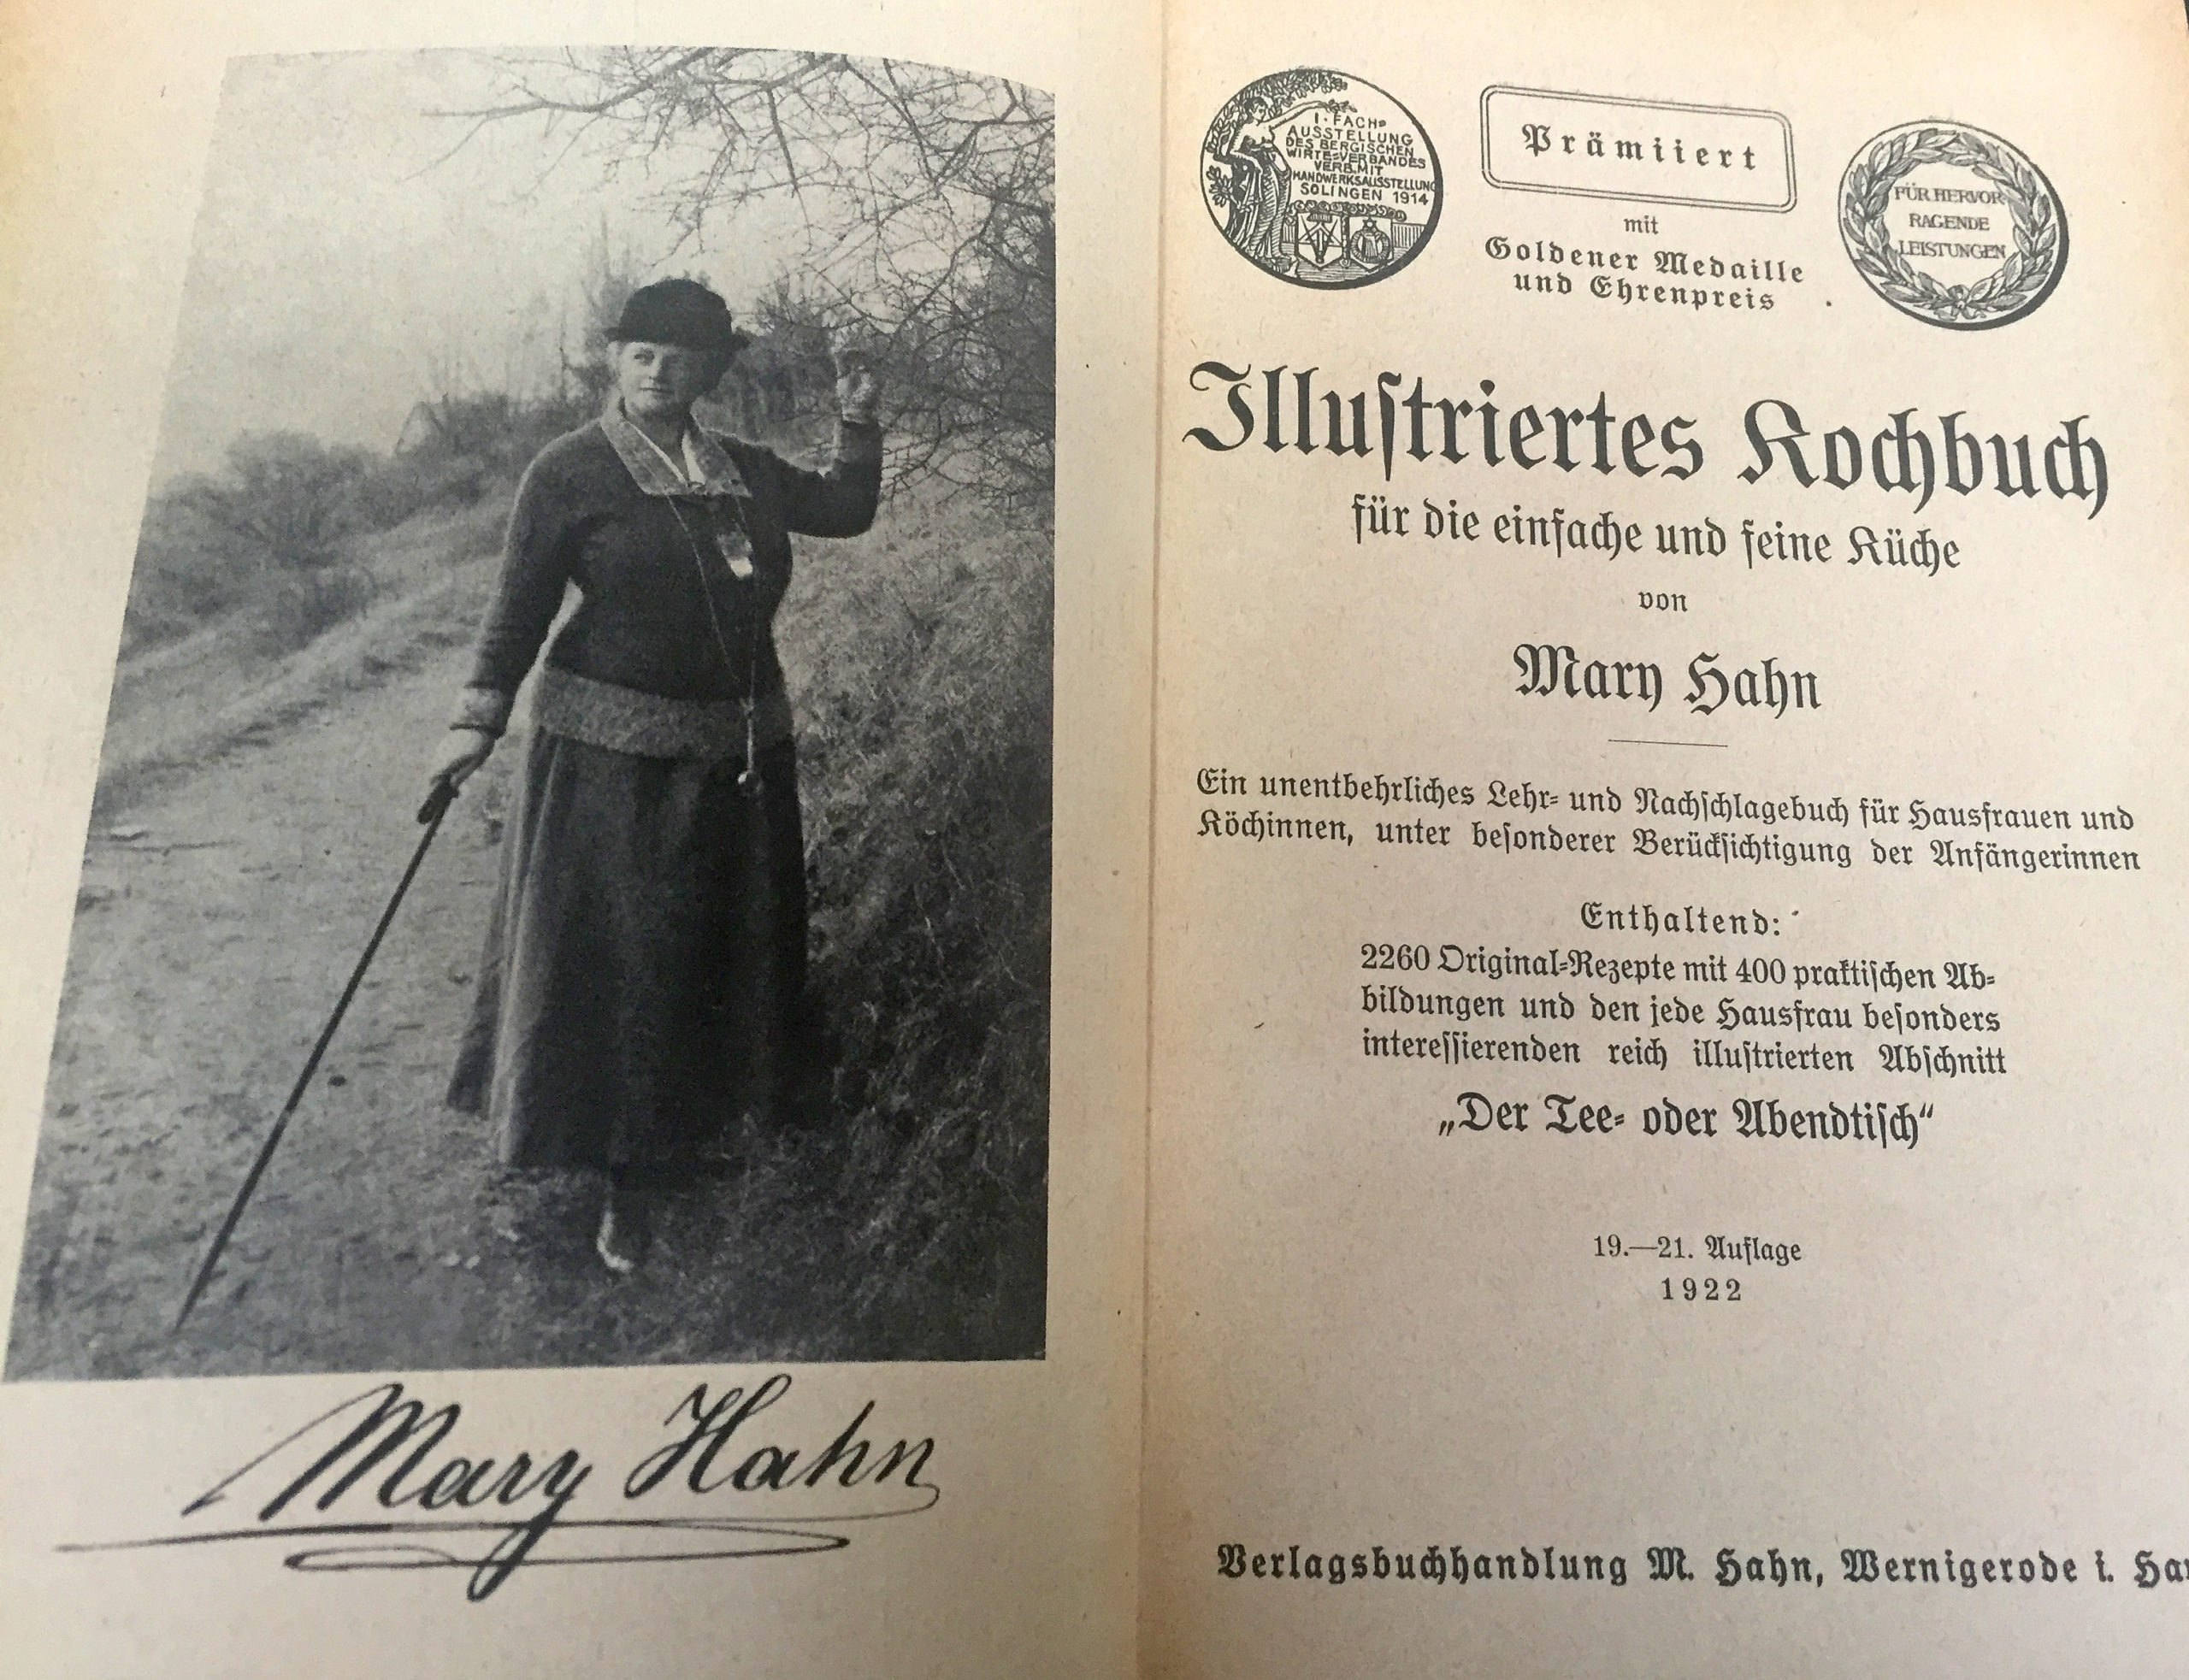 Mary Hahn
I. FACH-
AUSSTELLUNG
DES BERGISCHEN
WIRTE-VERBANDES
VERB. MIT
HANDWERKSAUSSTELLUNG
SOLINGEN 1914
Prämiiert
mit
Goldener Medaille
und Ehrenpreis
FÜR HERVOR-
RAGENDE
LEISTUNGEN
Illuſtriertes Kochbuch
für die einfache und feine Küche
von
Mary Hahn
Ein unentbehrliches Lehr- und Nachſchlagebuch für Hausfrauen und
Köchinnen, unter beſonderer Berückſichtigung der Anfängerinnen
Enthaltend:
2260 Original-Rezepte mit 400 praktiſchen Ab-
bildungen und den jede Hausfrau beſonders
intereſſierenden reich illuſtrierten Abſchnitt
„Der Tee- oder Abendtiſch“
19.—21. Auflage
1922
Verlagsbuchhandlung M. Hahn, Wernigerode i.